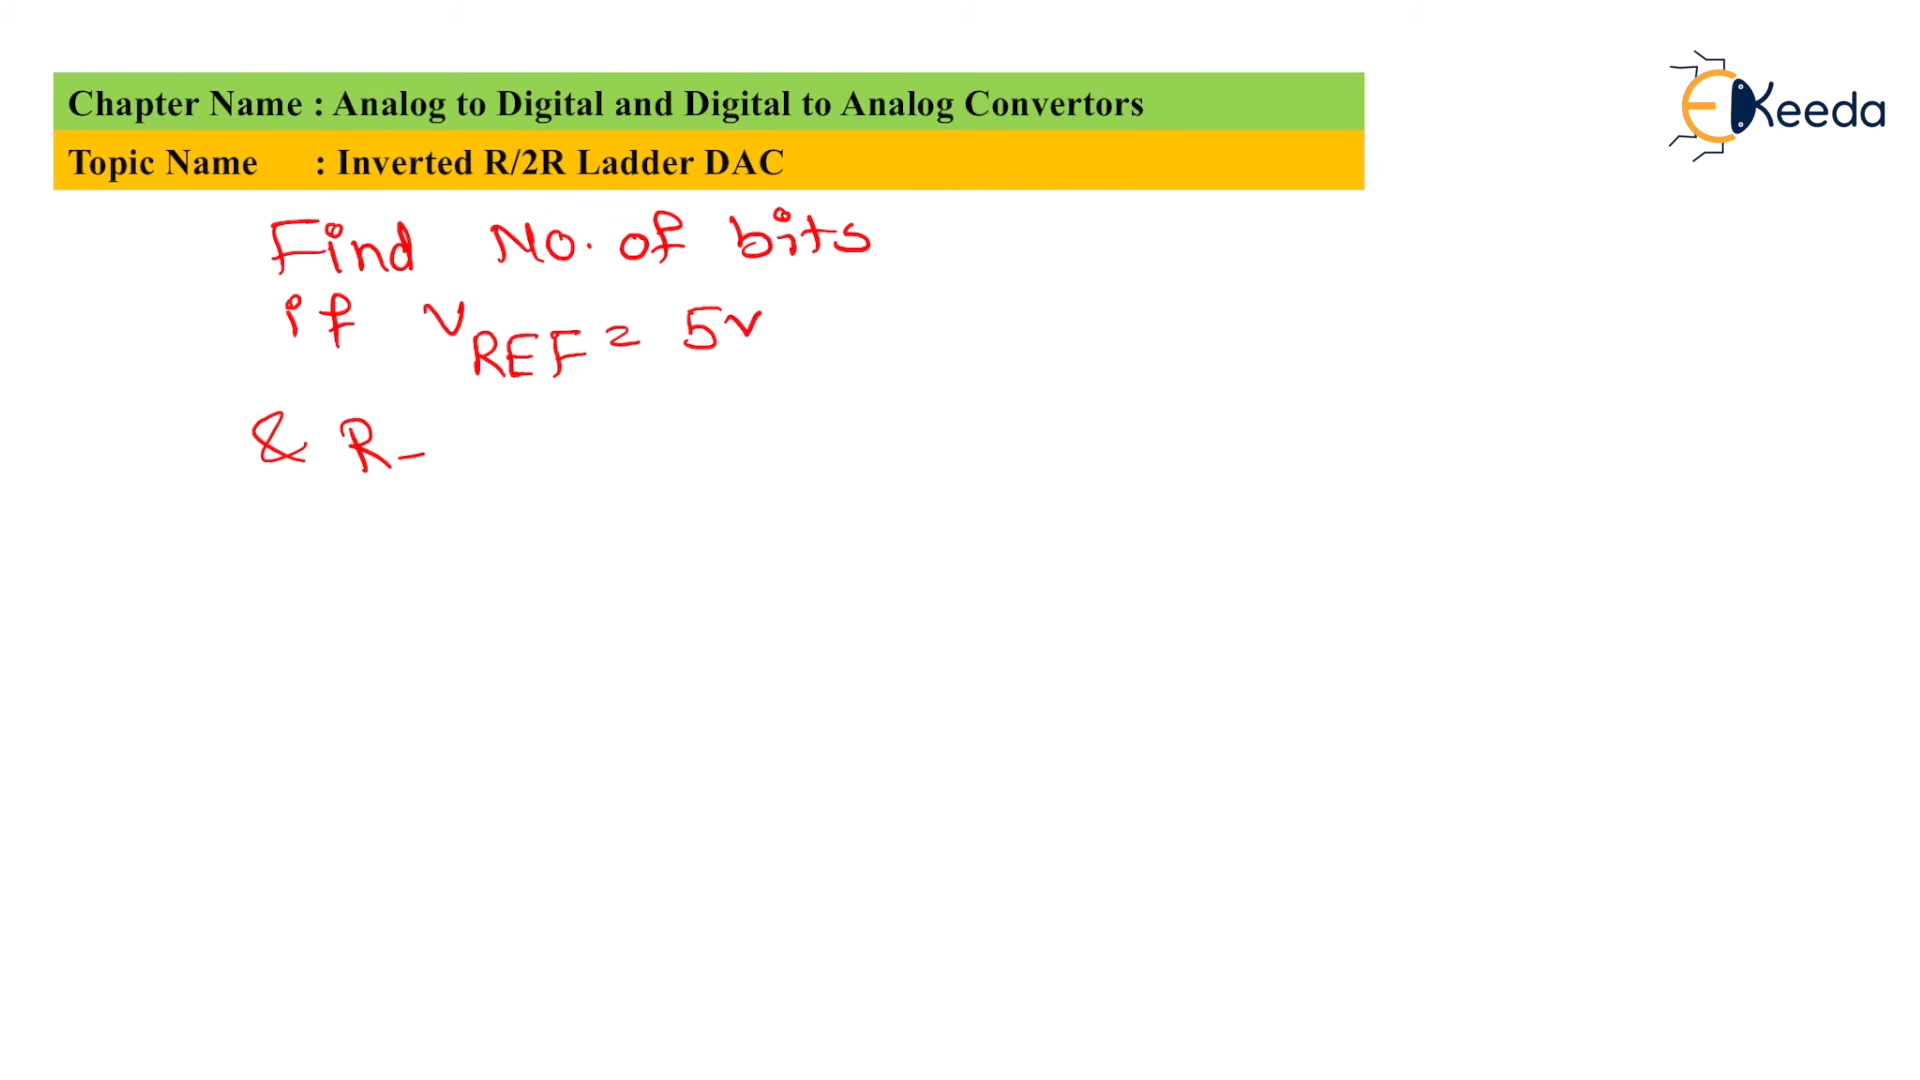 Chapter Name : Analog to Digital and Digital to Analog Convertors
Topic Name : Inverted R/2R Ladder DAC
EKeeda
Find No. of bits
if VREF = 5v
& R-